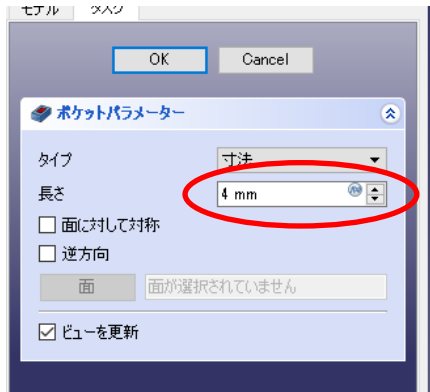 モデル タスク
OK Cancel
ポケットパラメーター
タイプ 寸法
長さ 4 mm
面に対して対称
逆方向
面 面が選択されていません
ビューを更新